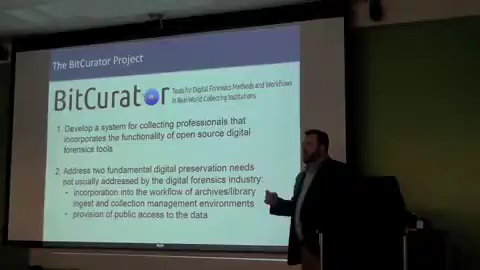 The BitCurator Project
BitCurator
Tools for Digital Forensics Methods and Workflows
in Real-World Collecting Institutions
1. Develop a system for collecting professionals that
incorporates the functionality of open source digital
forensics tools
2. Address two fundamental digital preservation needs
not usually addressed by the digital forensics industry:
• incorporation into the workflow of archives/library
ingest and collection management environments
• provision of public access to the data